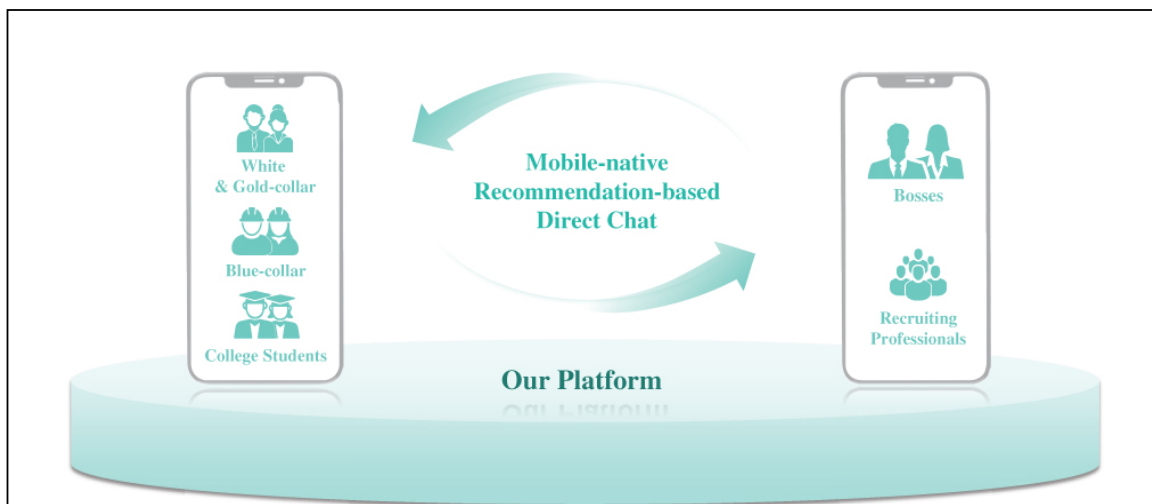 White
& Gold-collar
Blue-collar
College Students
Mobile-native
Recommendation-based
Direct Chat
Bosses
Recruiting
Professionals
Our Platform